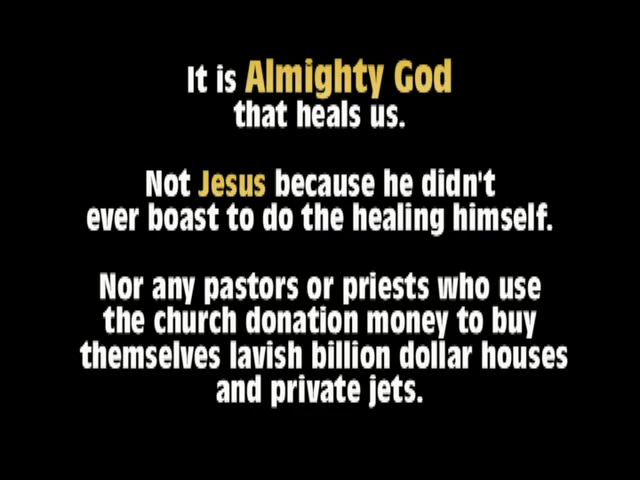 It is Almighty God
that heals us.
Not Jesus because he didn't
ever boast to do the healing himself.
Nor any pastors or priests who use
the church donation money to buy
themselves lavish billion dollar houses
and private jets.